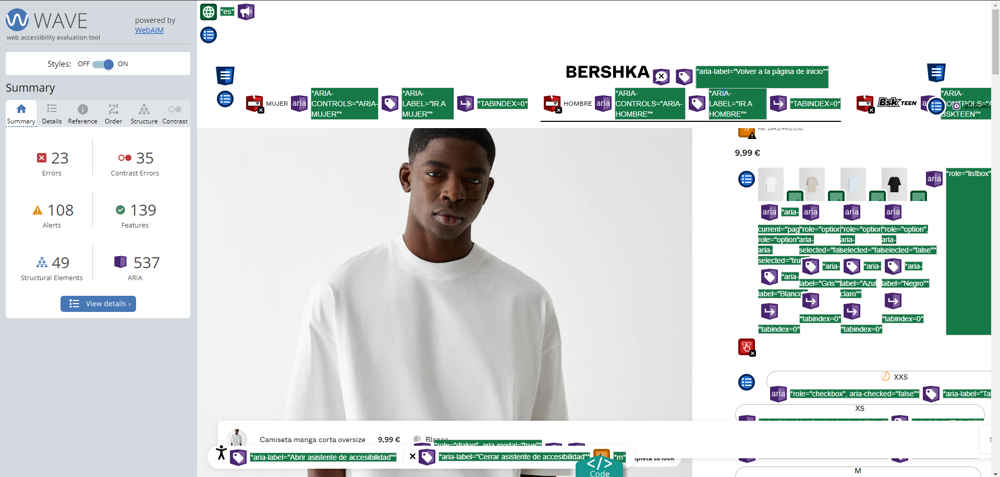 WAVE
powered by
WebAIM
web accessibility evaluation tool
Styles: OFF ON
Summary
Summary Details Reference Order Structure Contrast
23
Errors
35
Contrast Errors
108
Alerts
139
Features
49
Structural Elements
537
ARIA
View details ›
*es*
BERSHKA
*aria-label="Volver a la página de inicio"*
MUJER
aria
*ARIA-
CONTROLS="ARIA-
MUJER"*
*ARIA-
LABEL="IR A
MUJER"*
*TABINDEX=0*
HOMBRE
aria
*ARIA-
CONTROLS="ARIA-
HOMBRE"*
*ARIA-
LABEL="IR A
HOMBRE"*
*TABINDEX=0*
Bsk TEEN
*ARIA-
CONTROLS="A
BSKTEEN"*
BUSCAR
Ampliar
Ref 2842/443/250
9,99 €
aria
*role="listbox"
aria *aria-
current="pag
role="option"
aria-
selected="tru
*aria-
label="Blanco"
*tabindex=0*
aria
*role="option
aria-
selected="fal
*aria-
label="Gris"*
*tabindex=0*
aria
*role="option
aria-
selected="fal
*aria-
label="Azul
claro"*
*tabindex=0*
aria
*role="option",
aria-
selected="false"*
*aria-
label="Negro"*
*tabindex=0*
XXS
aria *role="checkbox", aria-checked="false"* *aria-label="Ta
XS
Camiseta manga corta oversize 9,99 € Blanco
*role="dialog", aria-modal="true"*
*aria-label="Abrir asistente de accesibilidad"*
*aria-label="Cerrar asistente de accesibilidad"*
*m*
pleta tu look
</> Code
M